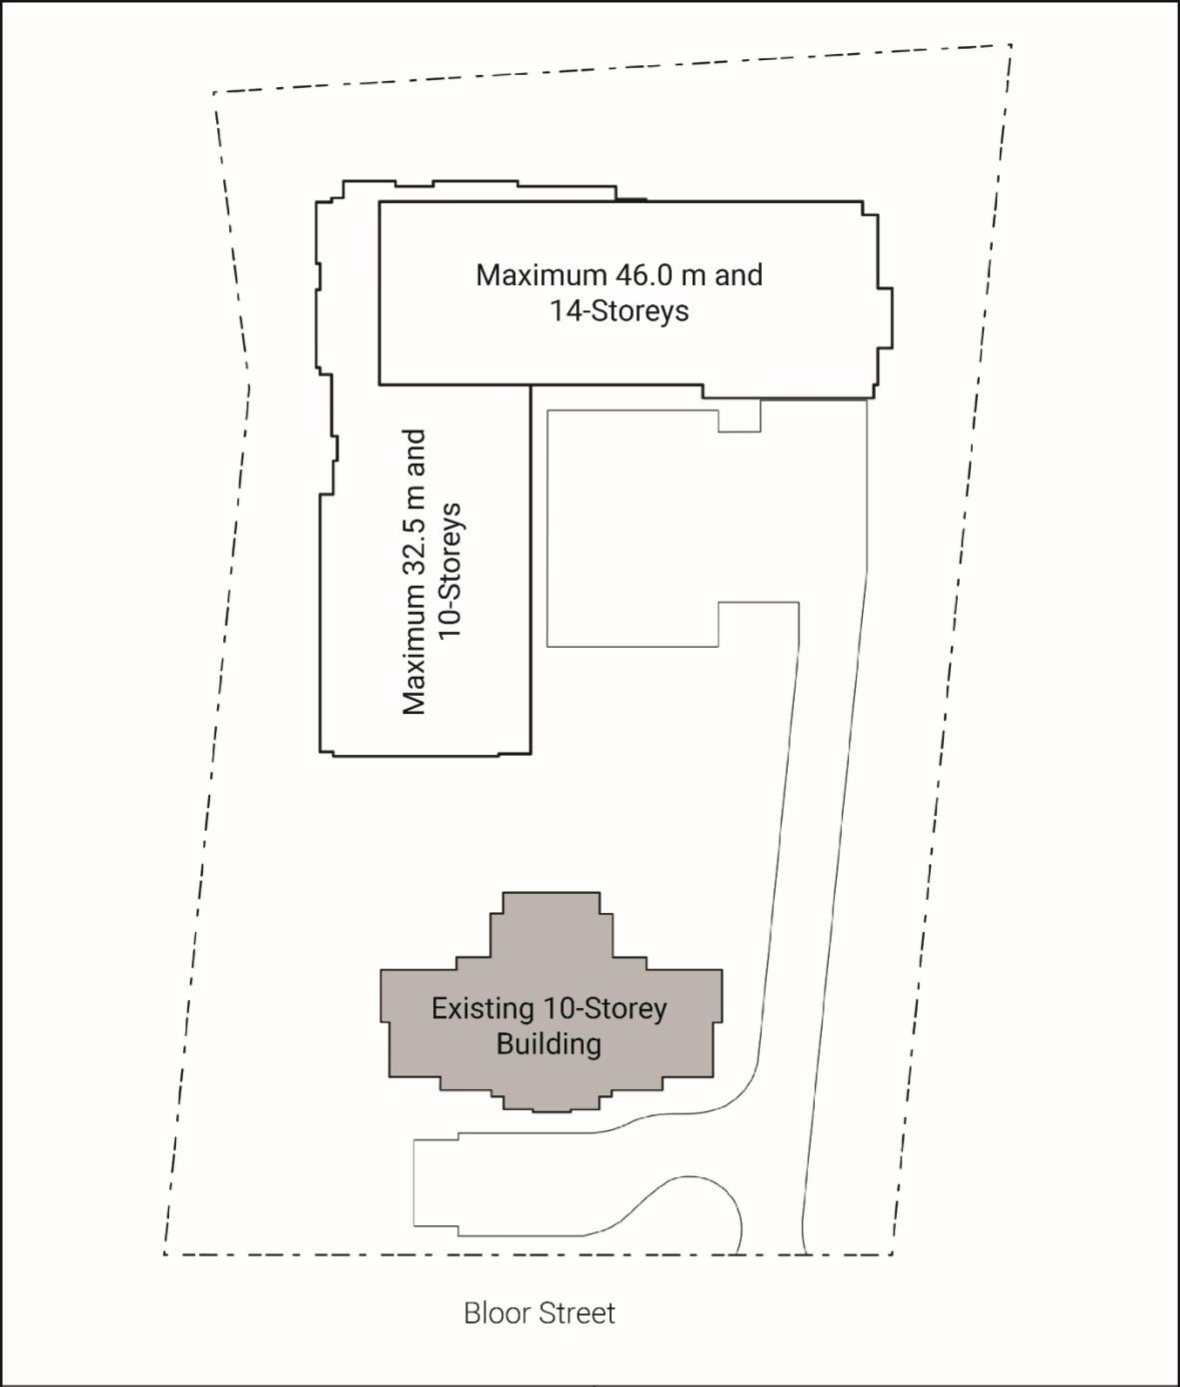 Maximum 46.0 m and
14-Storeys
Maximum 32.5 m and
10-Storeys
Existing 10-Storey
Building
Bloor Street